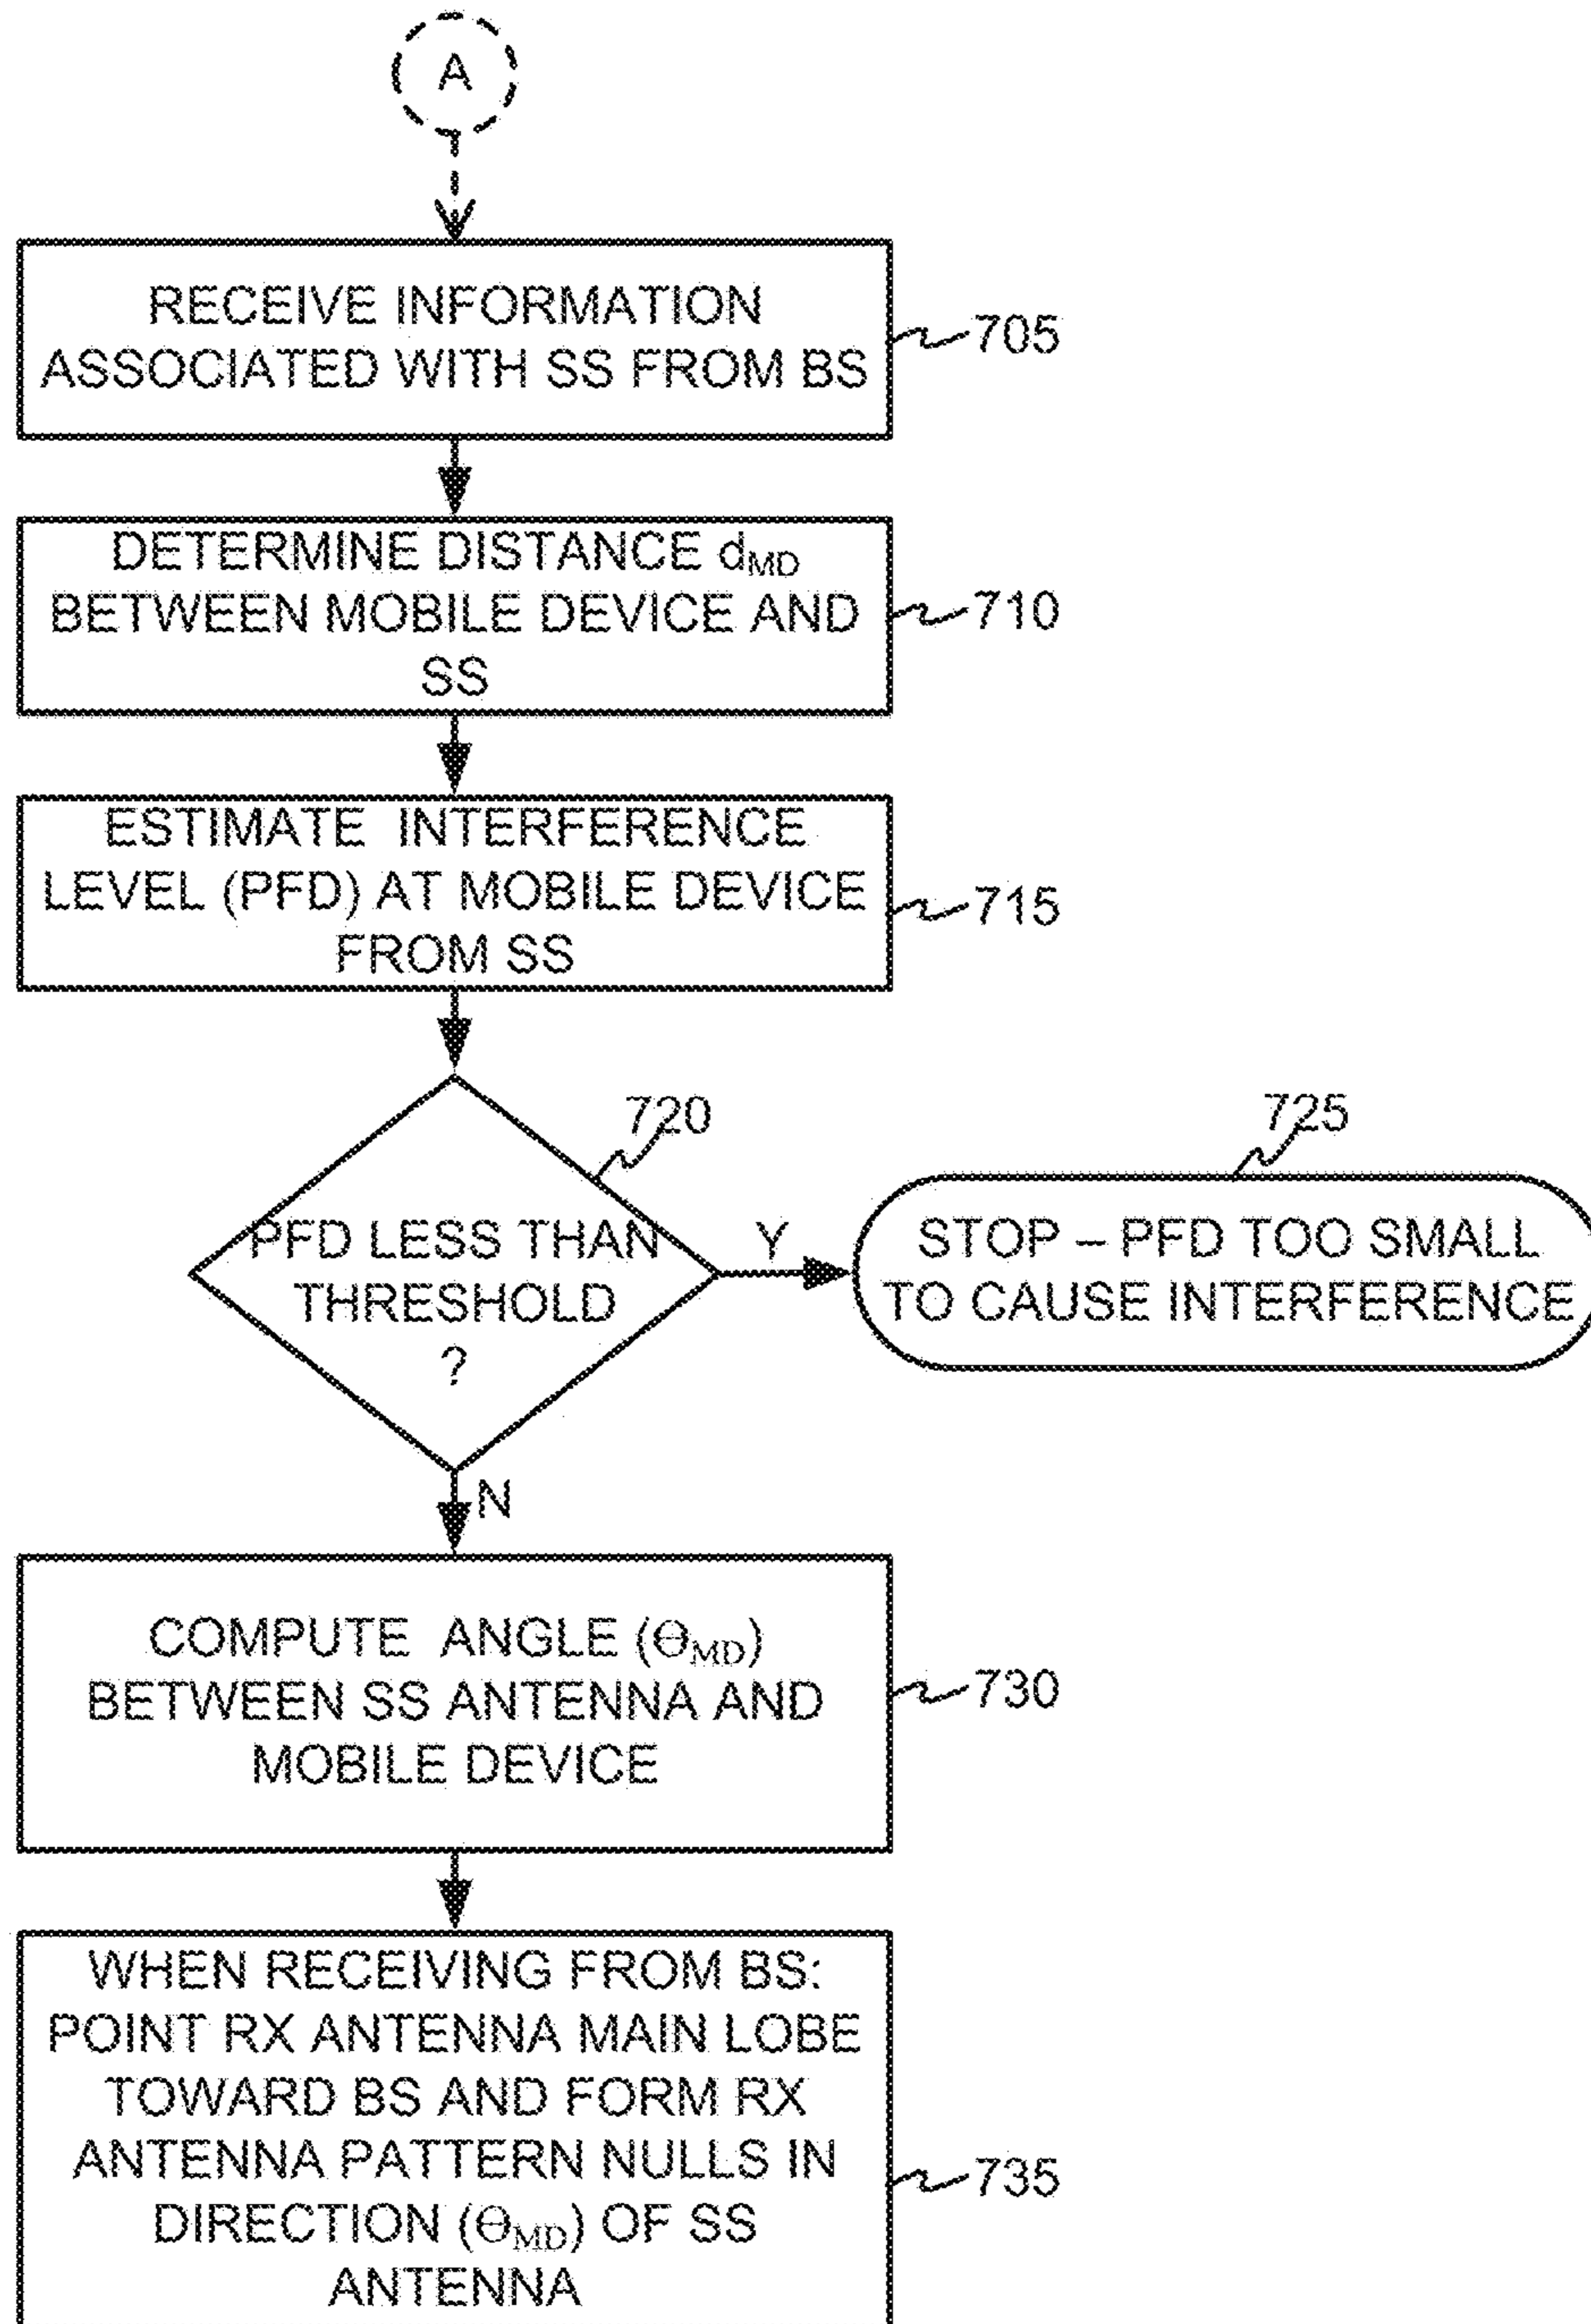 A
RECEIVE INFORMATION
ASSOCIATED WITH SS FROM BS
705
DETERMINE DISTANCE dMD
BETWEEN MOBILE DEVICE AND
SS
710
ESTIMATE INTERFERENCE
LEVEL (PFD) AT MOBILE DEVICE
FROM SS
715
720
PFD LESS THAN
THRESHOLD
?
Y
725
STOP – PFD TOO SMALL
TO CAUSE INTERFERENCE
N
COMPUTE ANGLE (ΘMD)
BETWEEN SS ANTENNA AND
MOBILE DEVICE
730
WHEN RECEIVING FROM BS:
POINT RX ANTENNA MAIN LOBE
TOWARD BS AND FORM RX
ANTENNA PATTERN NULLS IN
DIRECTION (ΘMD) OF SS
ANTENNA
735